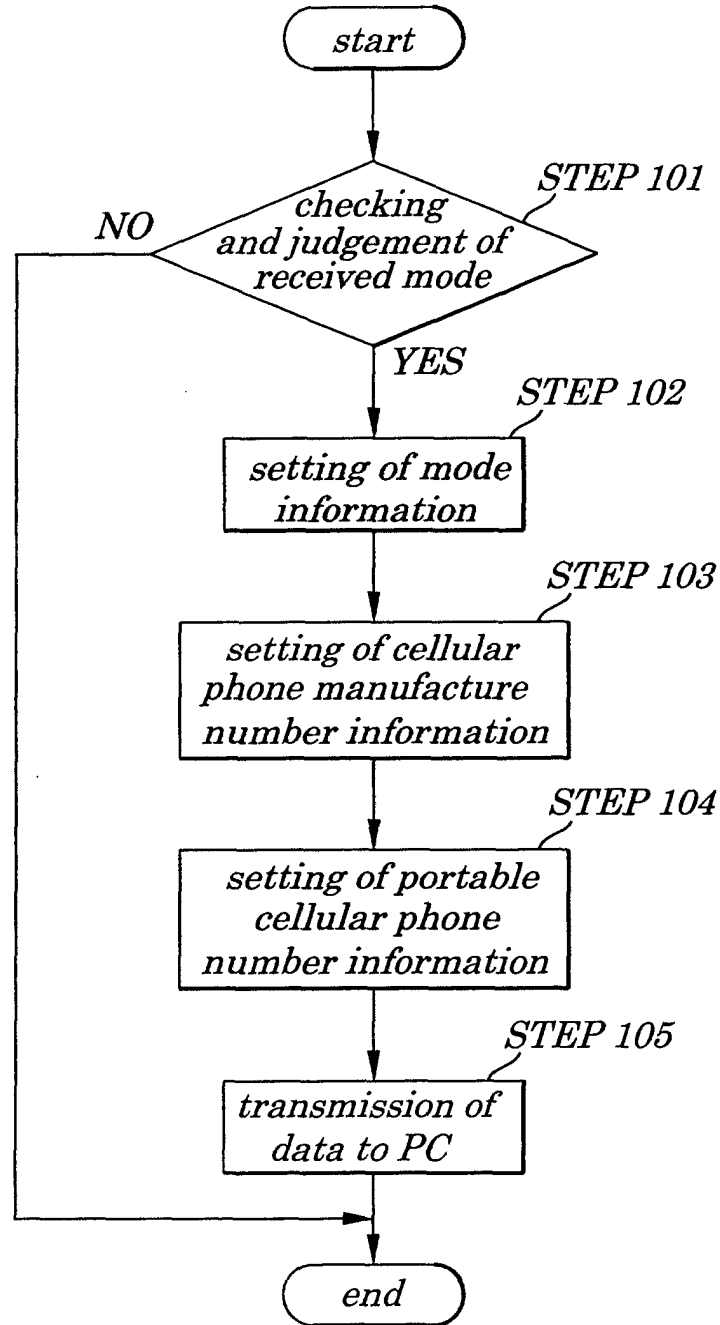 start
STEP 101
checking
and judgement of
received mode
NO
YES
STEP 102
setting of mode
information
STEP 103
setting of cellular
phone manufacture
number information
STEP 104
setting of portable
cellular phone
number information
STEP 105
transmission of
data to PC
end